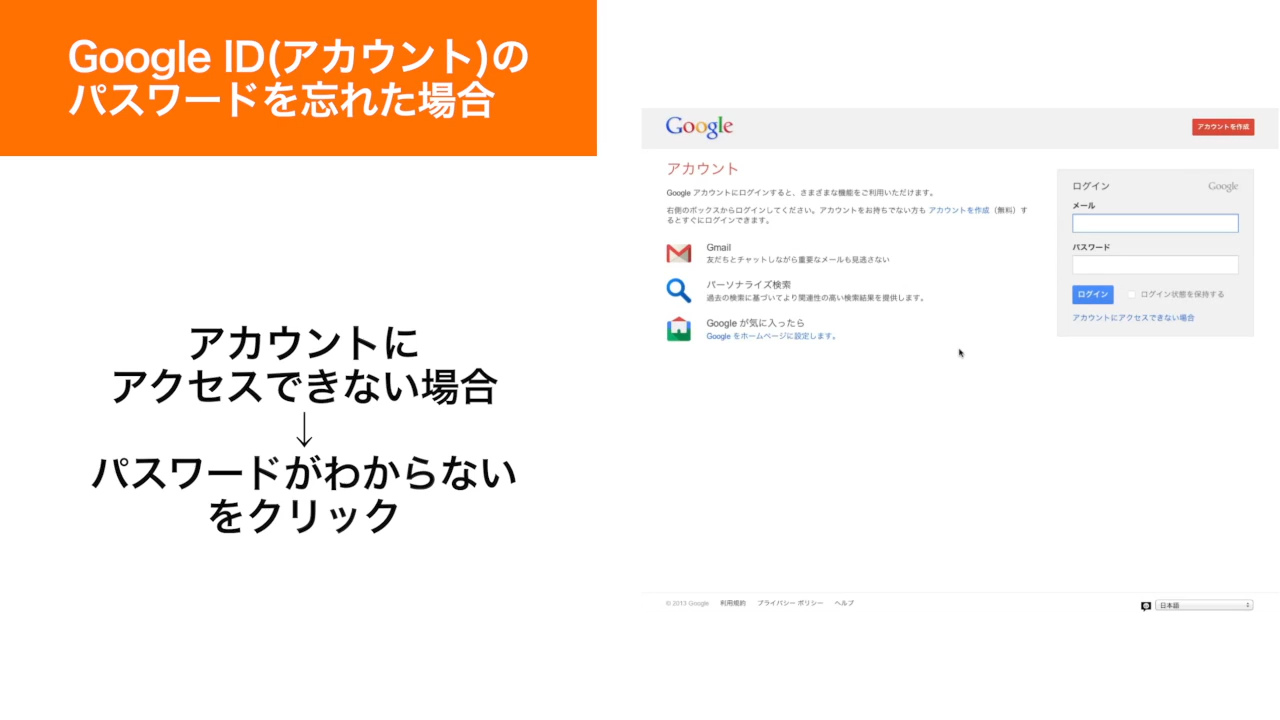 Google ID(アカウント)の
パスワードを忘れた場合
アカウントに
アクセスできない場合
↓
パスワードがわからない
をクリック
Google
アカウントを作成
アカウント
Google アカウントにログインすると、さまざまな機能をご利用いただけます。
右側のボックスからログインしてください。アカウントをお持ちでない方も アカウントを作成（無料）す
るとすぐにログインできます。
Gmail
友だちとチャットしながら重要なメールも見逃さない
パーソナライズ検索
過去の検索に基づいてより関連性の高い検索結果を提供します。
Google が気に入ったら
Google をホームページに設定します。
ログイン Google
メール
パスワード
ログイン ログイン状態を保持する
アカウントにアクセスできない場合
© 2013 Google 利用規約 プライバシー ポリシー ヘルプ
日本語